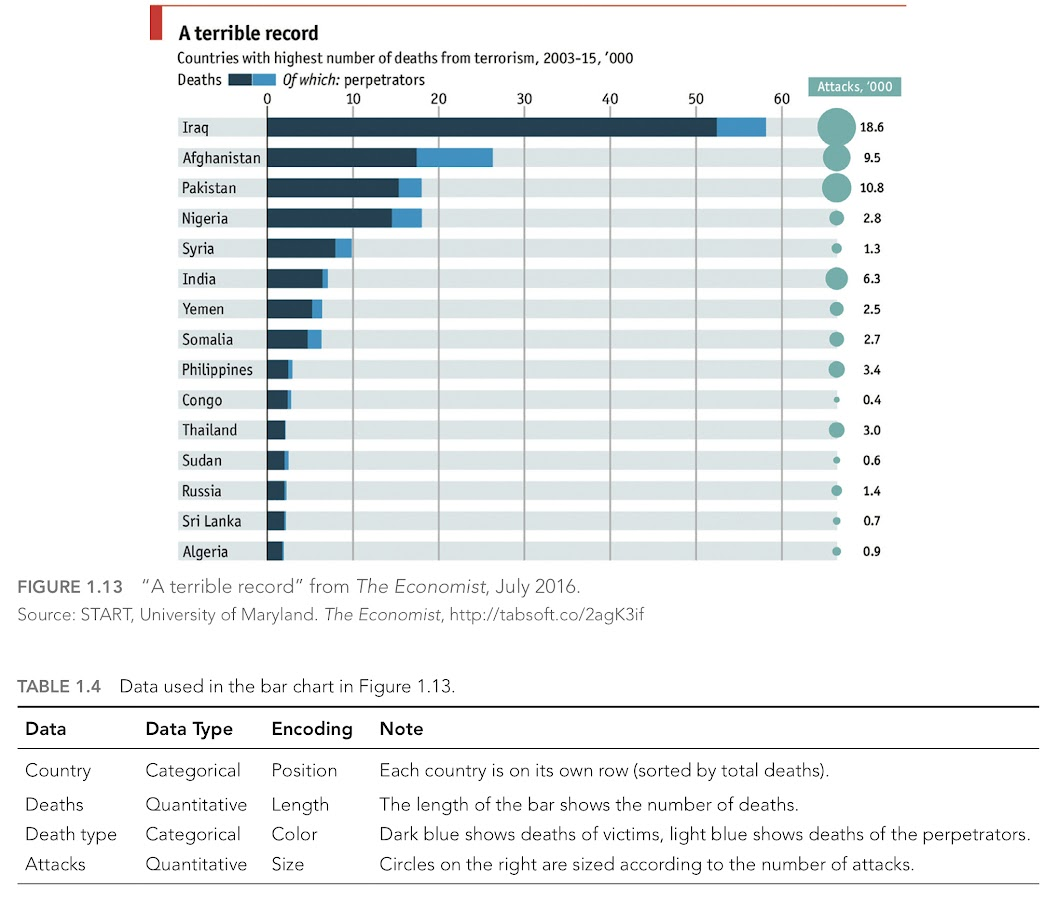 A terrible record
Countries with highest number of deaths from terrorism, 2003-15, ’000
Deaths Of which: perpetrators
Attacks, ’000
0 10 20 30 40 50 60
Iraq 18.6
Afghanistan 9.5
Pakistan 10.8
Nigeria 2.8
Syria 1.3
India 6.3
Yemen 2.5
Somalia 2.7
Philippines 3.4
Congo 0.4
Thailand 3.0
Sudan 0.6
Russia 1.4
Sri Lanka 0.7
Algeria 0.9
FIGURE 1.13 “A terrible record” from The Economist, July 2016.
Source: START, University of Maryland. The Economist, http://tabsoft.co/2agK3if
TABLE 1.4 Data used in the bar chart in Figure 1.13.
Data Data Type Encoding Note
Country Categorical Position Each country is on its own row (sorted by total deaths).
Deaths Quantitative Length The length of the bar shows the number of deaths.
Death type Categorical Color Dark blue shows deaths of victims, light blue shows deaths of the perpetrators.
Attacks Quantitative Size Circles on the right are sized according to the number of attacks.